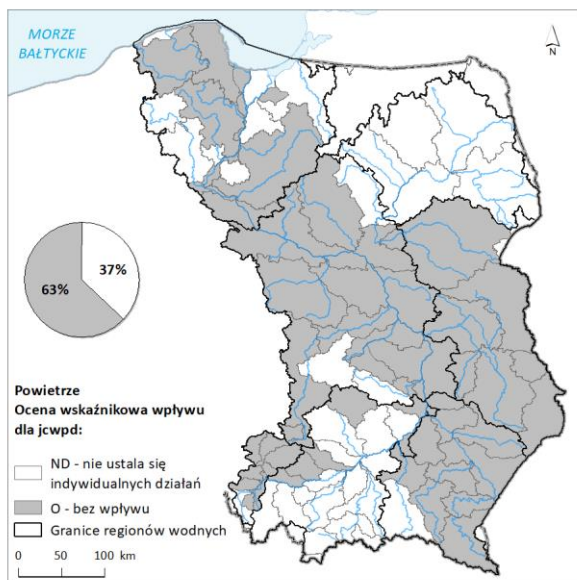 MORZE
BAŁTYCKIE
N
37%
63%
Powietrze
Ocena wskaźnikowa wpływu
dla jcwpd:
ND - nie ustala się
indywidualnych działań
O - bez wpływu
Granice regionów wodnych
0 50 100 km